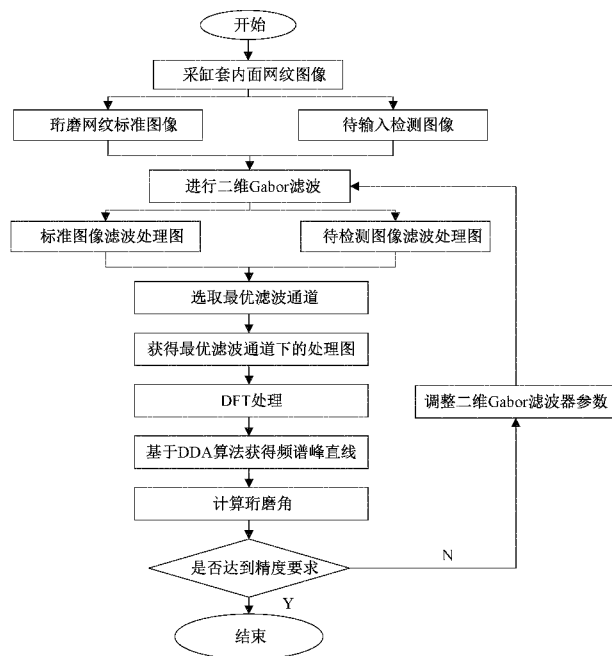 开始
采缸套内面网纹图像
珩磨网纹标准图像
待输入检测图像
进行二维Gabor滤波
标准图像滤波处理图
待检测图像滤波处理图
选取最优滤波通道
获得最优滤波通道下的处理图
DFT处理
调整二维Gabor滤波器参数
基于DDA算法获得频谱峰直线
计算珩磨角
是否达到精度要求
N
Y
结束